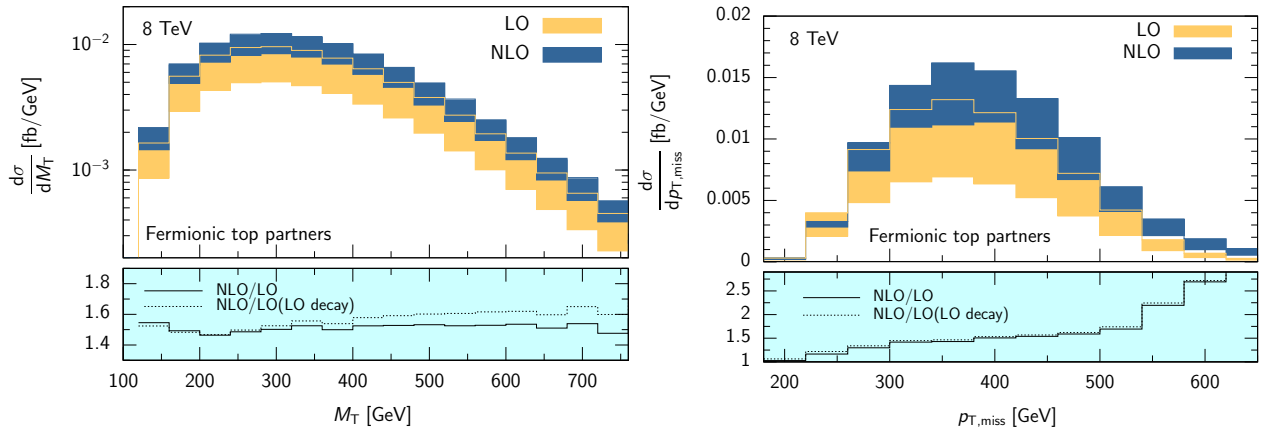 8 TeV
LO
NLO
10⁻²
10⁻³
dσ
dM_T
[fb/GeV]
Fermionic top partners
1.8
1.6
1.4
NLO/LO
NLO/LO(LO decay)
100 200 300 400 500 600 700
M_T [GeV]
0.02
0.015
0.01
0.005
0
8 TeV
LO
NLO
dσ
dp_T,miss
[fb/GeV]
Fermionic top partners
2.5
2
1.5
1
NLO/LO
NLO/LO(LO decay)
200 300 400 500 600
p_T,miss [GeV]